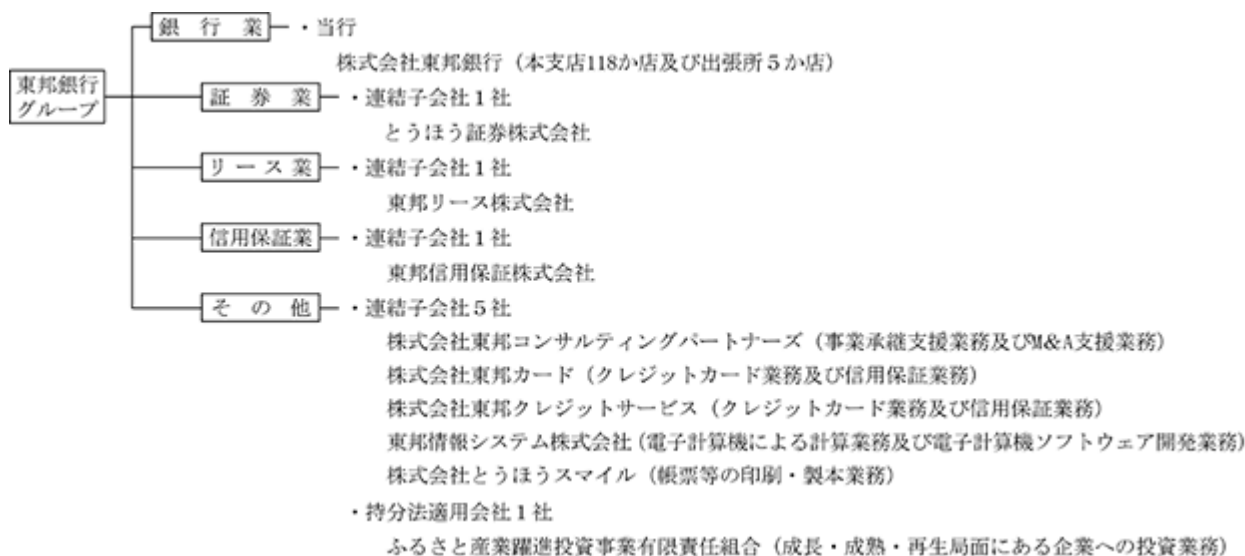 銀行業 ・当行
株式会社東邦銀行（本支店118か店及び出張所５か店）
東邦銀行
グループ
証券業 ・連結子会社１社
とうほう証券株式会社
リース業 ・連結子会社１社
東邦リース株式会社
信用保証業 ・連結子会社１社
東邦信用保証株式会社
その他 ・連結子会社５社
株式会社東邦コンサルティングパートナーズ（事業承継支援業務及びM&A支援業務）
株式会社東邦カード（クレジットカード業務及び信用保証業務）
株式会社東邦クレジットサービス（クレジットカード業務及び信用保証業務）
東邦情報システム株式会社（電子計算機による計算業務及び電子計算機ソフトウェア開発業務）
株式会社とうほうスマイル（帳票等の印刷・製本業務）
・持分法適用会社１社
ふるさと産業躍進投資事業有限責任組合（成長・成熟・再生局面にある企業への投資業務）